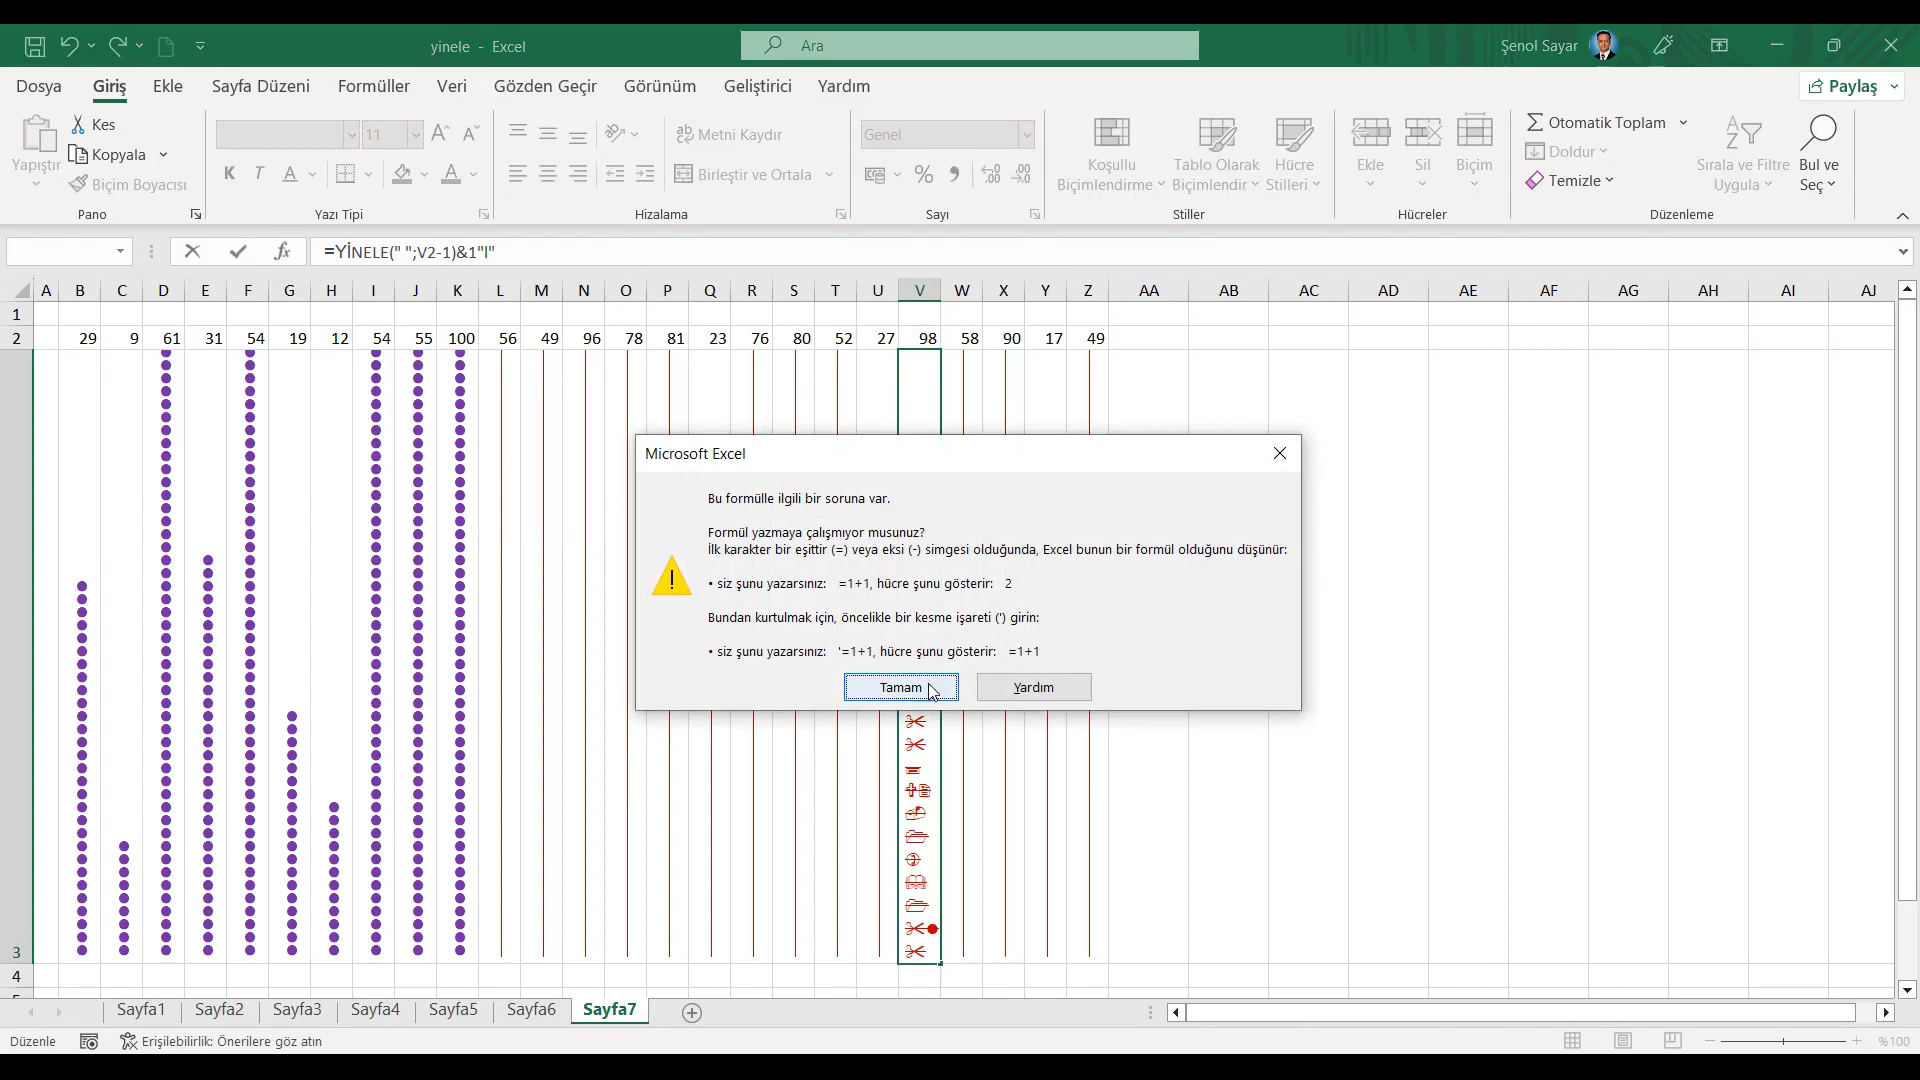 yinele - Excel
Ara
Şenol Sayar
Dosya Giriş Ekle Sayfa Düzeni Formüller Veri Gözden Geçir Görünüm Geliştirici Yardım
Paylaş
Yapıştır
Kes
Kopyala
Biçim Boyacısı
Pano
11
K T A
Yazı Tipi
Metni Kaydır
Birleştir ve Ortala
Hizalama
Genel
Sayı
Koşullu Biçimlendirme
Tablo Olarak Biçimlendir
Hücre Stilleri
Stiller
Ekle
Sil
Biçim
Hücreler
Otomatik Toplam
Doldur
Temizle
Sırala ve Filtre Uygula
Bul ve Seç
Düzenleme
=YİNELE(" ";V2-1)&1"l"
A B C D E F G H I J K L M N O P Q R S T U V W X Y Z AA AB AC AD AE AF AG AH AI AJ
1
2 29 9 61 31 54 19 12 54 55 100 56 49 96 78 81 23 76 80 52 27 98 58 90 17 49
Microsoft Excel
Bu formülle ilgili bir soruna var.
Formül yazmaya çalışmıyor musunuz?
İlk karakter bir eşittir (=) veya eksi (-) simgesi olduğunda, Excel bunun bir formül olduğunu düşünür:
• siz şunu yazarsınız: =1+1, hücre şunu gösterir: 2
Bundan kurtulmak için, öncelikle bir kesme işareti (') girin:
• siz şunu yazarsınız: '=1+1, hücre şunu gösterir: =1+1
Tamam
Yardım
3
4
Sayfa1 Sayfa2 Sayfa3 Sayfa4 Sayfa5 Sayfa6 Sayfa7
Düzenle
Erişilebilirlik: Önerilere göz atın
%100